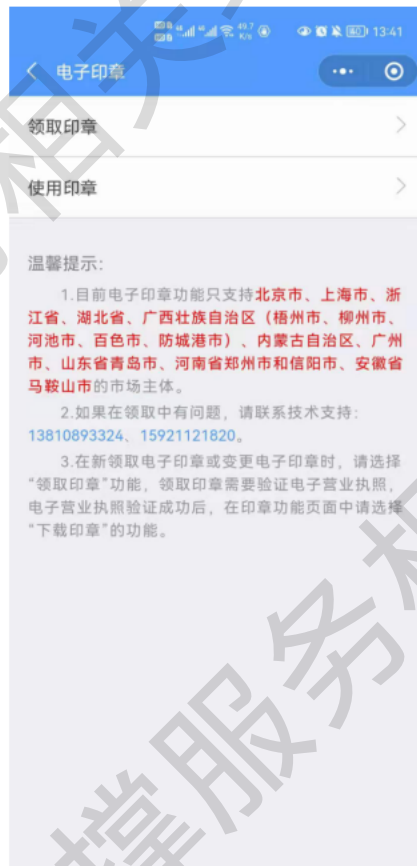 49.7
K/s
40
13:41
电子印章
领取印章
使用印章
温馨提示:
1.目前电子印章功能只支持北京市、上海市、浙
江省、湖北省、广西壮族自治区(梧州市、柳州市、
河池市、百色市、防城港市)、内蒙古自治区、广州
市、山东省青岛市、河南省郑州市和信阳市、安徽省
马鞍山市的市场主体。
2.如果在领取中有问题,请联系技术支持:
13810893324、15921121820。
3.在新领取电子印章或变更电子印章时,请选择
“领取印章”功能,领取印章需要验证电子营业执照,
电子营业执照验证成功后,在印章功能页面中请选择
“下载印章”的功能。
相关
撑服务相